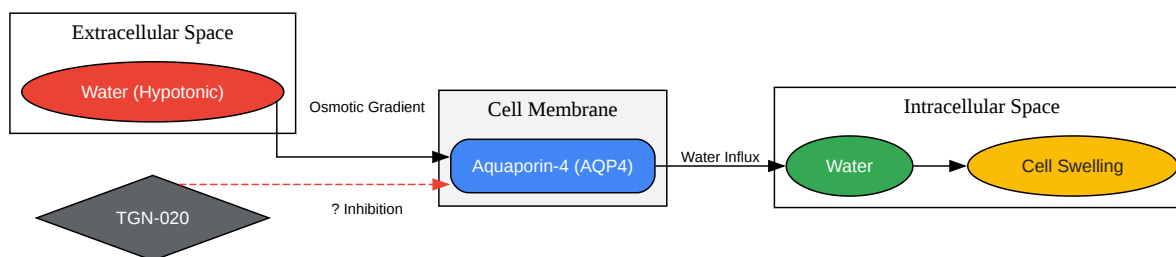 Extracellular Space
Water (Hypotonic)
Osmotic Gradient
Cell Membrane
Aquaporin-4 (AQP4)
Water Influx
Intracellular Space
Water
Cell Swelling
TGN-020
? Inhibition